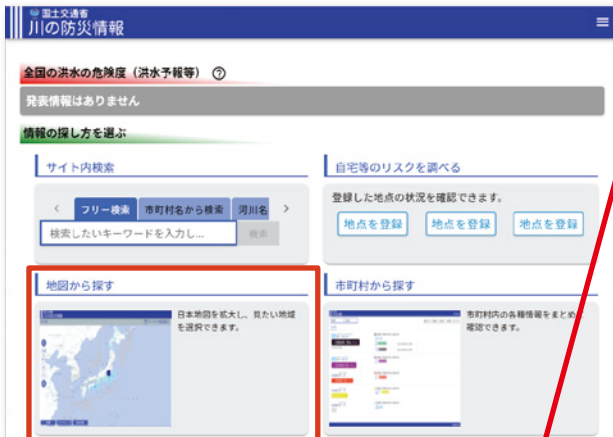 国土交通省
川の防災情報
全国の洪水の危険度（洪水予報等） ?
発表情報はありません
情報の探し方を選ぶ
サイト内検索
フリー検索 市町村名から検索 河川名
検索したいキーワードを入力し... 検索
自宅等のリスクを調べる
登録した地点の状況を確認できます。
地点を登録 地点を登録 地点を登録
地図から探す
日本地図を拡大し、見たい地域
を選択できます。
市町村から探す
市町村内の各種情報をまとめ
確認できます。